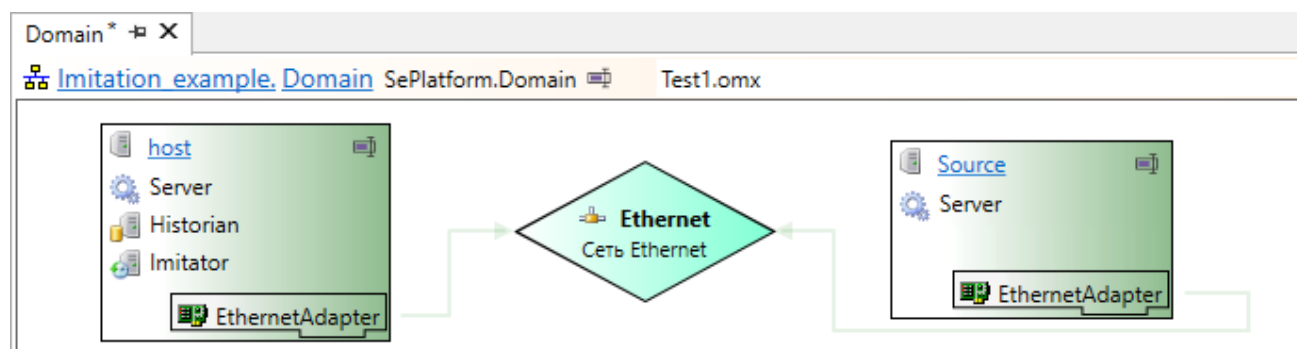 Domain*
Imitation_example. Domain SePlatform.Domain Test1.omx
host
Server
Historian
Imitator
EthernetAdapter
Ethernet
Сеть Ethernet
Source
Server
EthernetAdapter